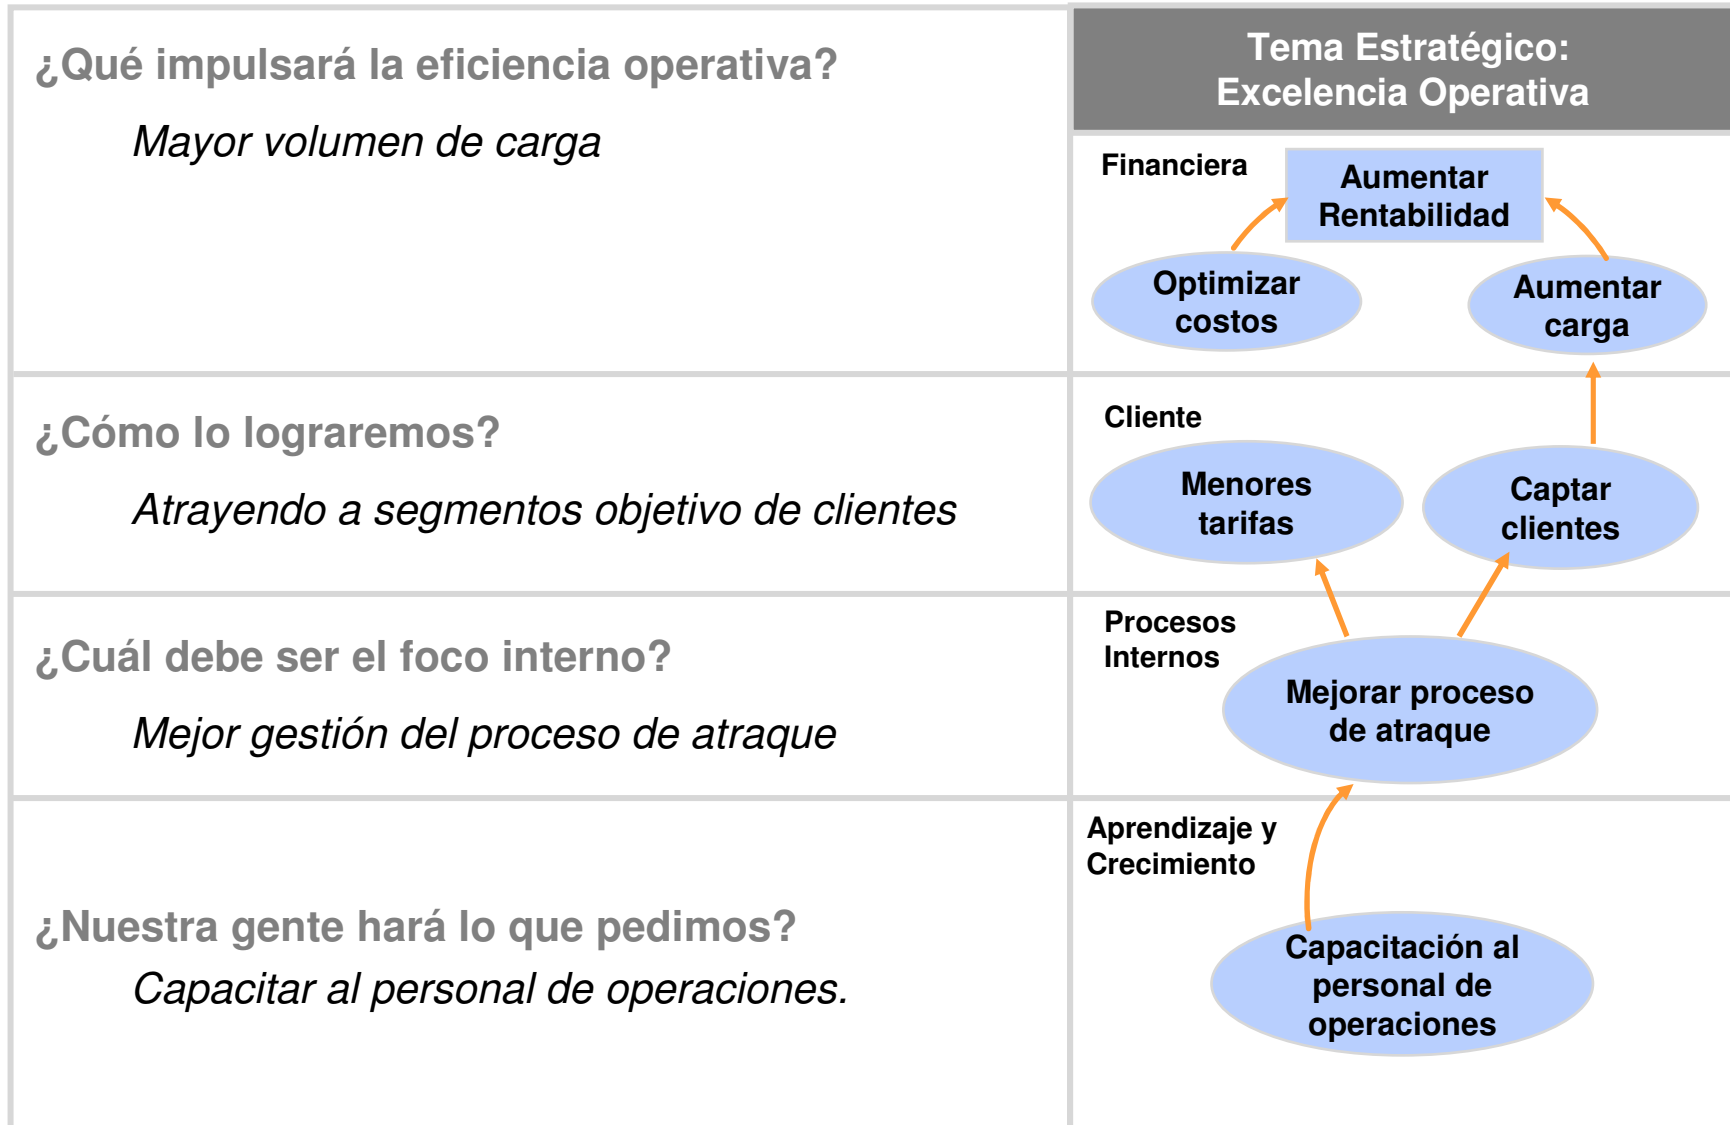 ¿Qué impulsará la eficiencia operativa?
Mayor volumen de carga
Tema Estratégico:
Excelencia Operativa
Financiera
Aumentar
Rentabilidad
Optimizar
costos
Aumentar
carga
¿Cómo lo lograremos?
Atrayendo a segmentos objetivo de clientes
Cliente
Menores
tarifas
Captar
clientes
¿Cuál debe ser el foco interno?
Mejor gestión del proceso de atraque
Procesos
Internos
Mejorar proceso
de atraque
¿Nuestra gente hará lo que pedimos?
Capacitar al personal de operaciones.
Aprendizaje y
Crecimiento
Capacitación al
personal de
operaciones